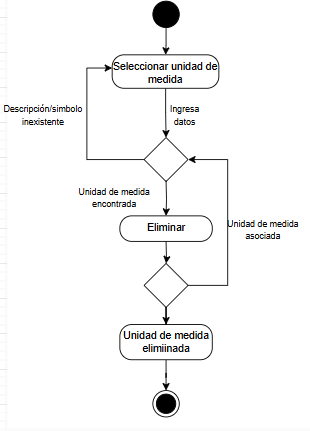 Seleccionar unidad de
medida
Descripción/simbolo
inexistente
Ingresa
datos
Unidad de medida
encontrada
Eliminar
Unidad de medida
asociada
Unidad de medida
elimiinada